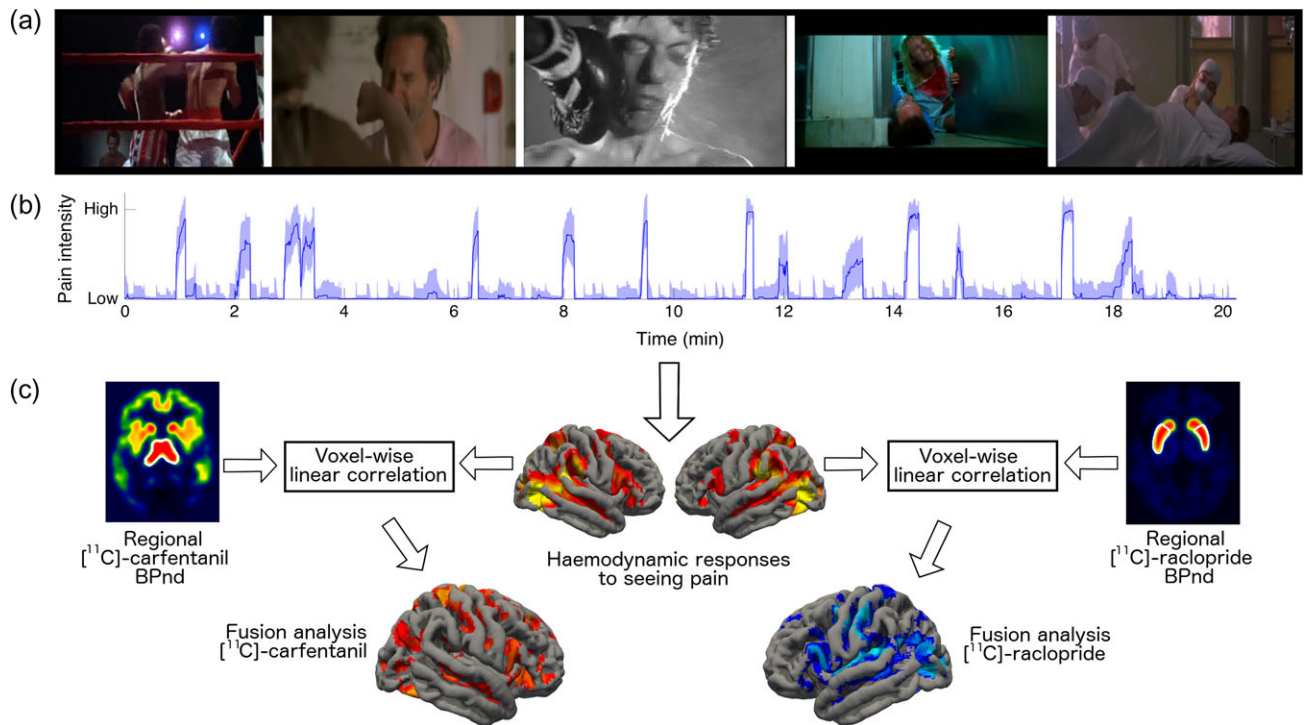 (a)
(b)
Pain intensity
High
Low
0 2 4 6 8 10 12 14 16 18 20
Time (min)
(c)
Voxel-wise
linear correlation
Voxel-wise
linear correlation
Regional
[¹¹C]-carfentanil
BPnd
Haemodynamic responses
to seeing pain
Regional
[¹¹C]-raclopride
BPnd
Fusion analysis
[¹¹C]-carfentanil
Fusion analysis
[¹¹C]-raclopride